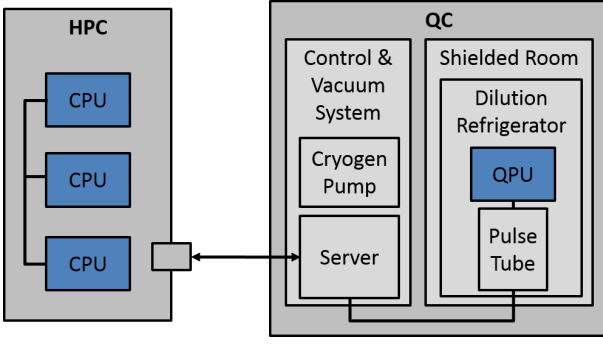 HPC
CPU
CPU
CPU
QC
Control &
Vacuum
System
Cryogen
Pump
Server
Shielded Room
Dilution
Refrigerator
QPU
Pulse
Tube